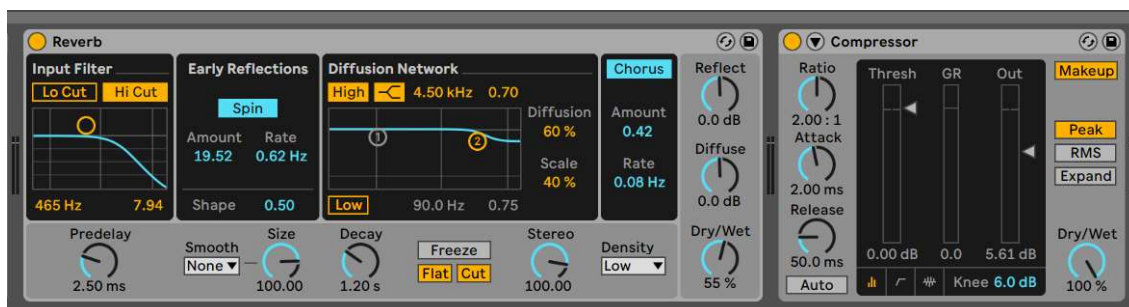 Reverb
Input Filter
Lo Cut Hi Cut
465 Hz 7.94
Early Reflections
Spin
Amount Rate
19.52 0.62 Hz
Shape 0.50
Diffusion Network
High 4.50 kHz 0.70
1
2
Low 90.0 Hz 0.75
Diffusion
60 %
Scale
40 %
Chorus
Amount
0.42
Rate
0.08 Hz
Reflect
0.0 dB
Diffuse
0.0 dB
Dry/Wet
55 %
Predelay
2.50 ms
Smooth
None
Size
100.00
Decay
1.20 s
Freeze
Flat Cut
Stereo
100.00
Density
Low
Compressor
Ratio
2.00 : 1
Attack
2.00 ms
Release
50.0 ms
Auto
Thresh GR Out
0.00 dB 0.0 5.61 dB
Knee 6.0 dB
Makeup
Peak
RMS
Expand
Dry/Wet
100 %